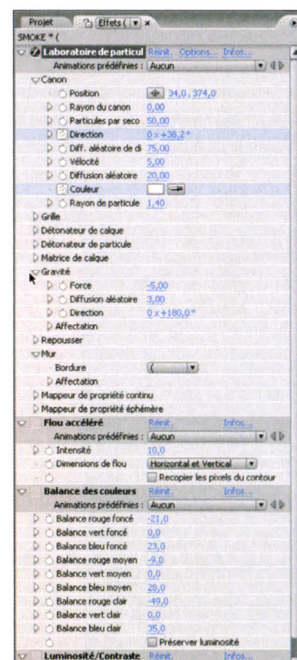 Projet Effets (
SMOKE * (
Laboratoire de particul Réinit. Options... Infos...
Animations prédéfinies : Aucun
Canon
Position 34,0, 374,0
Rayon du canon 0,00
Particules par seco 50,00
Direction 0 x +38,2°
Diff. aléatoire de di 75,00
Vélocité 5,00
Diffusion aléatoire 20,00
Couleur
Rayon de particule 1,40
Grille
Détonateur de calque
Détonateur de particule
Matrice de calque
Gravité
Force -5,00
Diffusion aléatoire 3,00
Direction 0 x +180,0°
Affectation
Repousser
Mur
Bordure (
Affectation
Mappeur de propriété continu
Mappeur de propriété éphémère
Flou accéléré Réinit. Infos...
Animations prédéfinies : Aucun
Intensité 10,0
Dimensions de flou Horizontal et Vertical
Recopier les pixels du contour
Balance des couleurs Réinit. Infos...
Animations prédéfinies : Aucun
Balance rouge foncé -21,0
Balance vert foncé 0,0
Balance bleu foncé 23,0
Balance rouge moyen -9,0
Balance vert moyen 0,0
Balance bleu moyen 28,0
Balance rouge clair -49,0
Balance vert clair 0,0
Balance bleu clair 35,0
Préserver luminosité
Luminosité/Contraste Réinit. Infos...